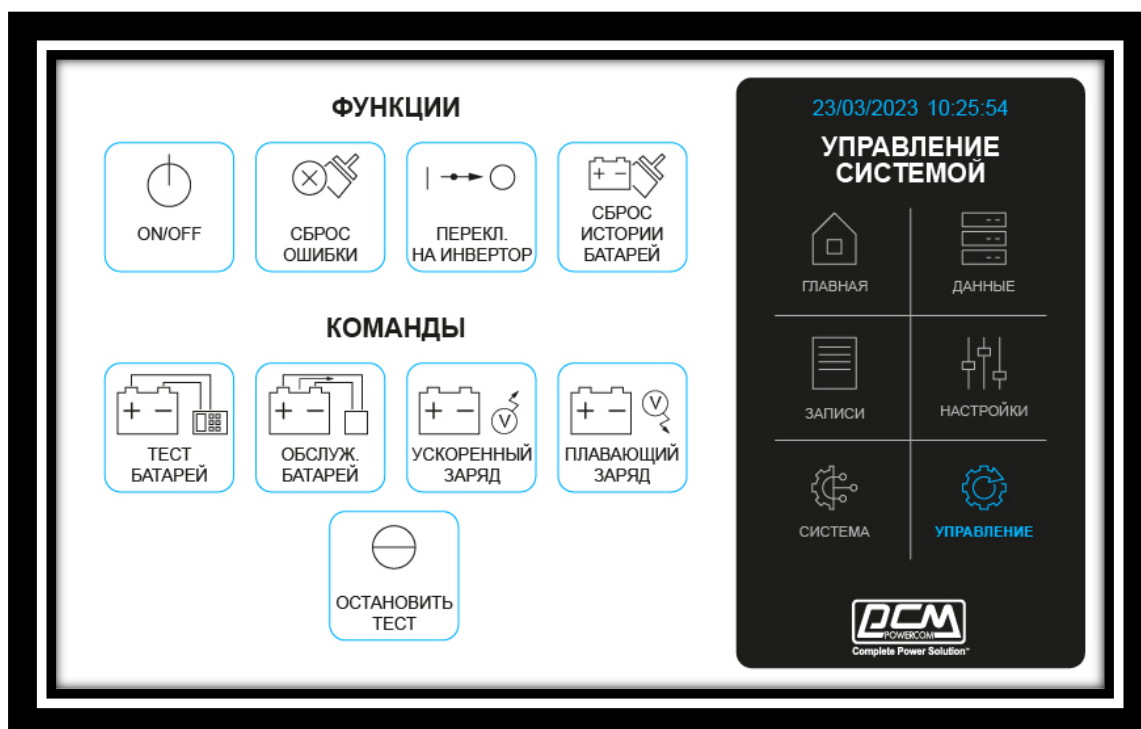 ФУНКЦИИ
ON/OFF
СБРОС
ОШИБКИ
ПЕРЕКЛ.
НА ИНВЕРТОР
СБРОС
ИСТОРИИ
БАТАРЕЙ
КОМАНДЫ
ТЕСТ
БАТАРЕЙ
ОБСЛУЖ.
БАТАРЕЙ
УСКОРЕННЫЙ
ЗАРЯД
ПЛАВАЮЩИЙ
ЗАРЯД
ОСТАНОВИТЬ
ТЕСТ
23/03/2023 10:25:54
УПРАВЛЕНИЕ
СИСТЕМОЙ
ГЛАВНАЯ
ДАННЫЕ
ЗАПИСИ
НАСТРОЙКИ
СИСТЕМА
УПРАВЛЕНИЕ
PCM
POWERCOM
Complete Power Solution™